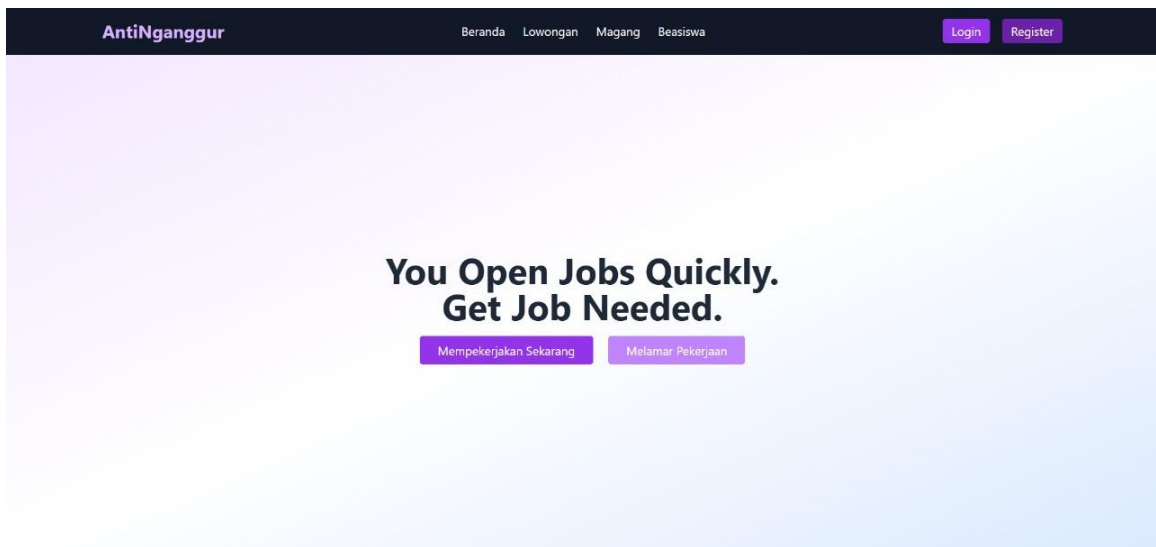 AntiNganggur
Beranda Lowongan Magang Beasiswa
Login Register
You Open Jobs Quickly.
Get Job Needed.
Mempekerjakan Sekarang Melamar Pekerjaan